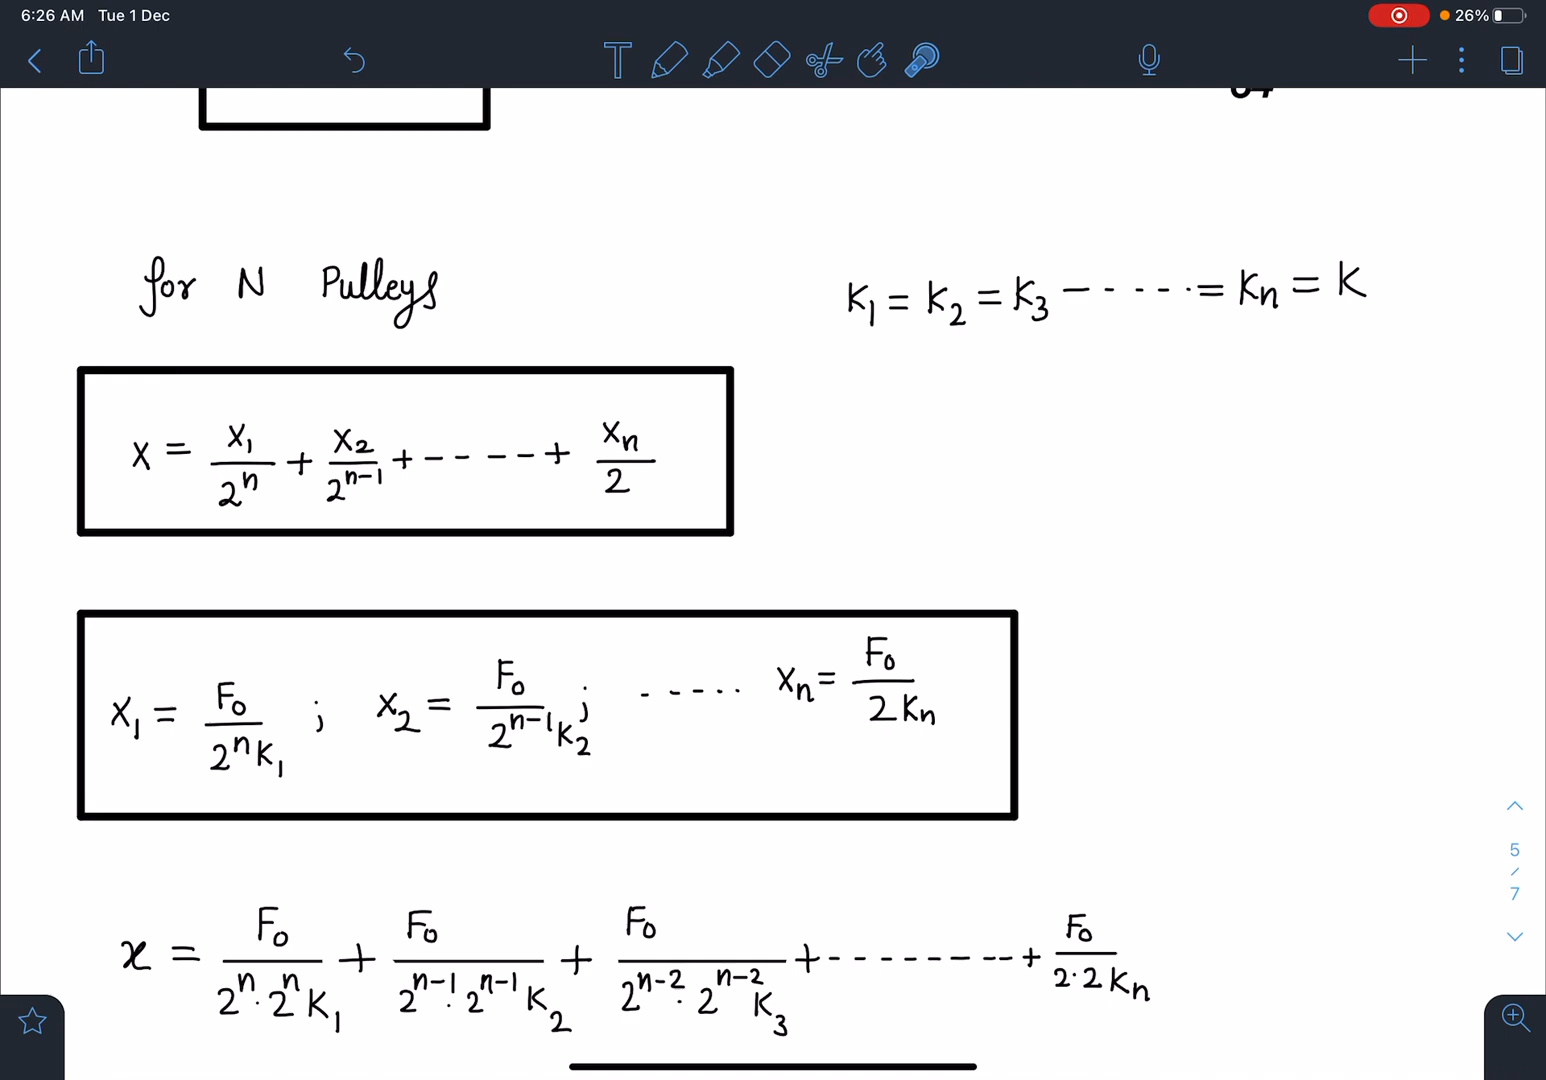 6:26 AM Tue 1 Dec
26%
for N Pulleys
K₁ = K₂ = K₃ - - - - - = Kₙ = K
x = x₁/2ⁿ + x₂/2ⁿ⁻¹ + - - - - - + xₙ/2
x₁ = F₀/2ⁿK₁ ; x₂ = F₀/2ⁿ⁻¹K₂ ; - - - - - xₙ = F₀/2Kₙ
x = F₀/2ⁿ·2ⁿK₁ + F₀/2ⁿ⁻¹·2ⁿ⁻¹K₂ + F₀/2ⁿ⁻²·2ⁿ⁻²K₃ + - - - - - - - - + F₀/2·2Kₙ
5
/
7